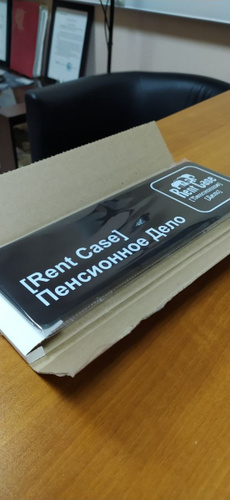 [Rent Case]
Пенсионное Дело
Rent Case
[Пенсионное]
[Дело]